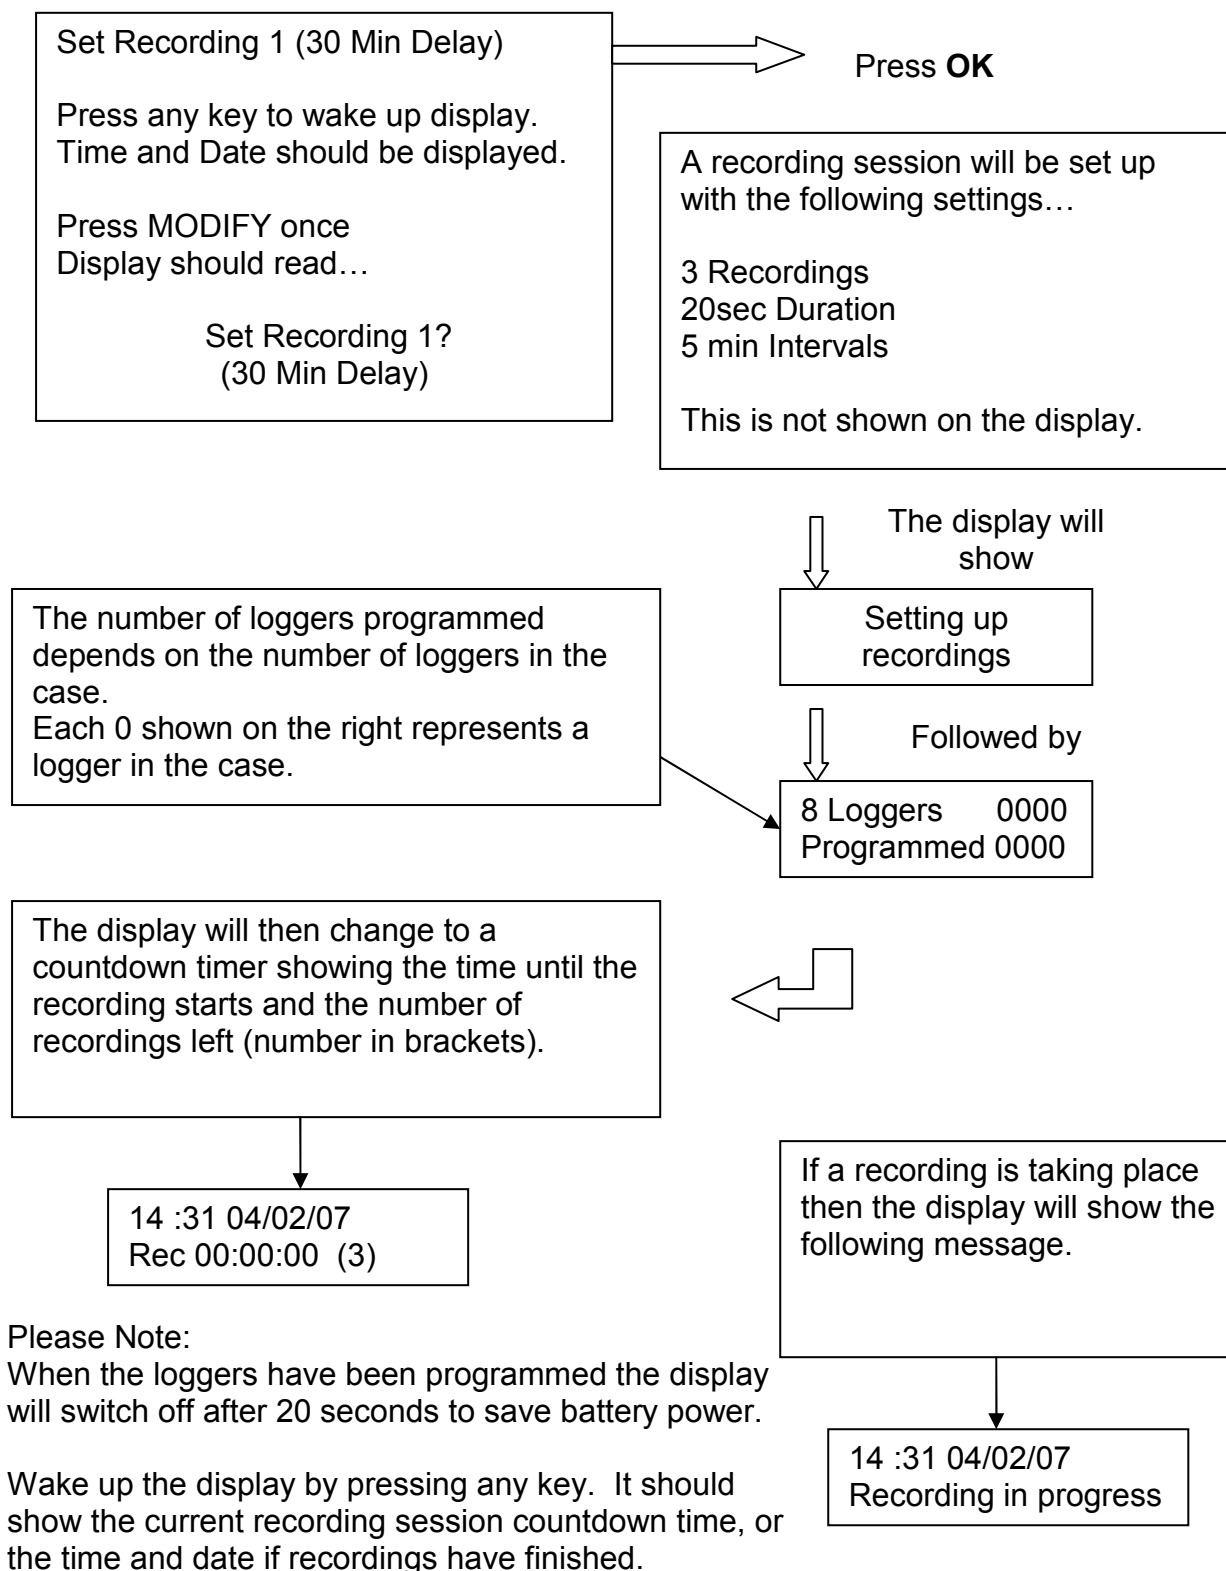 Set Recording 1 (30 Min Delay)
Press any key to wake up display.
Time and Date should be displayed.
Press MODIFY once
Display should read…
Set Recording 1?
(30 Min Delay)
Press OK
A recording session will be set up
with the following settings…
3 Recordings
20sec Duration
5 min Intervals
This is not shown on the display.
The display will
show
Setting up
recordings
Followed by
The number of loggers programmed
depends on the number of loggers in the
case.
Each 0 shown on the right represents a
logger in the case.
8 Loggers 0000
Programmed 0000
The display will then change to a
countdown timer showing the time until the
recording starts and the number of
recordings left (number in brackets).
14 :31 04/02/07
Rec 00:00:00 (3)
If a recording is taking place
then the display will show the
following message.
14 :31 04/02/07
Recording in progress
Please Note:
When the loggers have been programmed the display
will switch off after 20 seconds to save battery power.
Wake up the display by pressing any key. It should
show the current recording session countdown time, or
the time and date if recordings have finished.